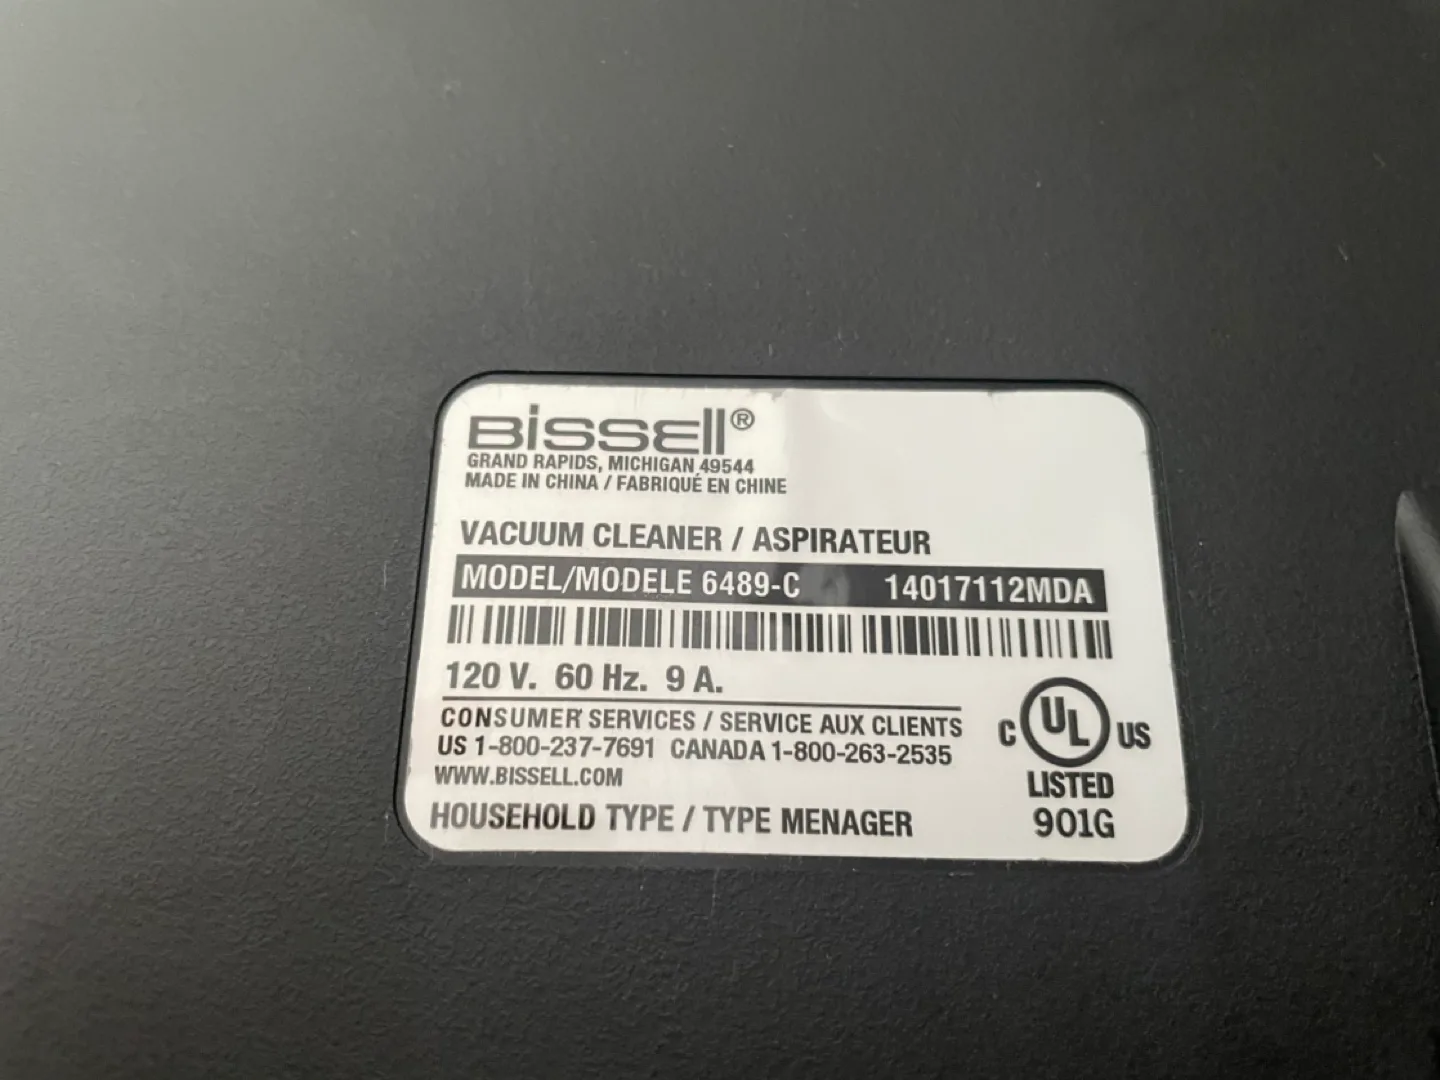 BISSELL®
GRAND RAPIDS, MICHIGAN 49544
MADE IN CHINA / FABRIQUÉ EN CHINE
VACUUM CLEANER / ASPIRATEUR
MODEL/MODELE 6489-C 14017112MDA
120 V. 60 Hz. 9 A.
CONSUMER SERVICES / SERVICE AUX CLIENTS
US 1-800-237-7691 CANADA 1-800-263-2535
WWW.BISSELL.COM
HOUSEHOLD TYPE / TYPE MENAGER
C UL US
LISTED
901G